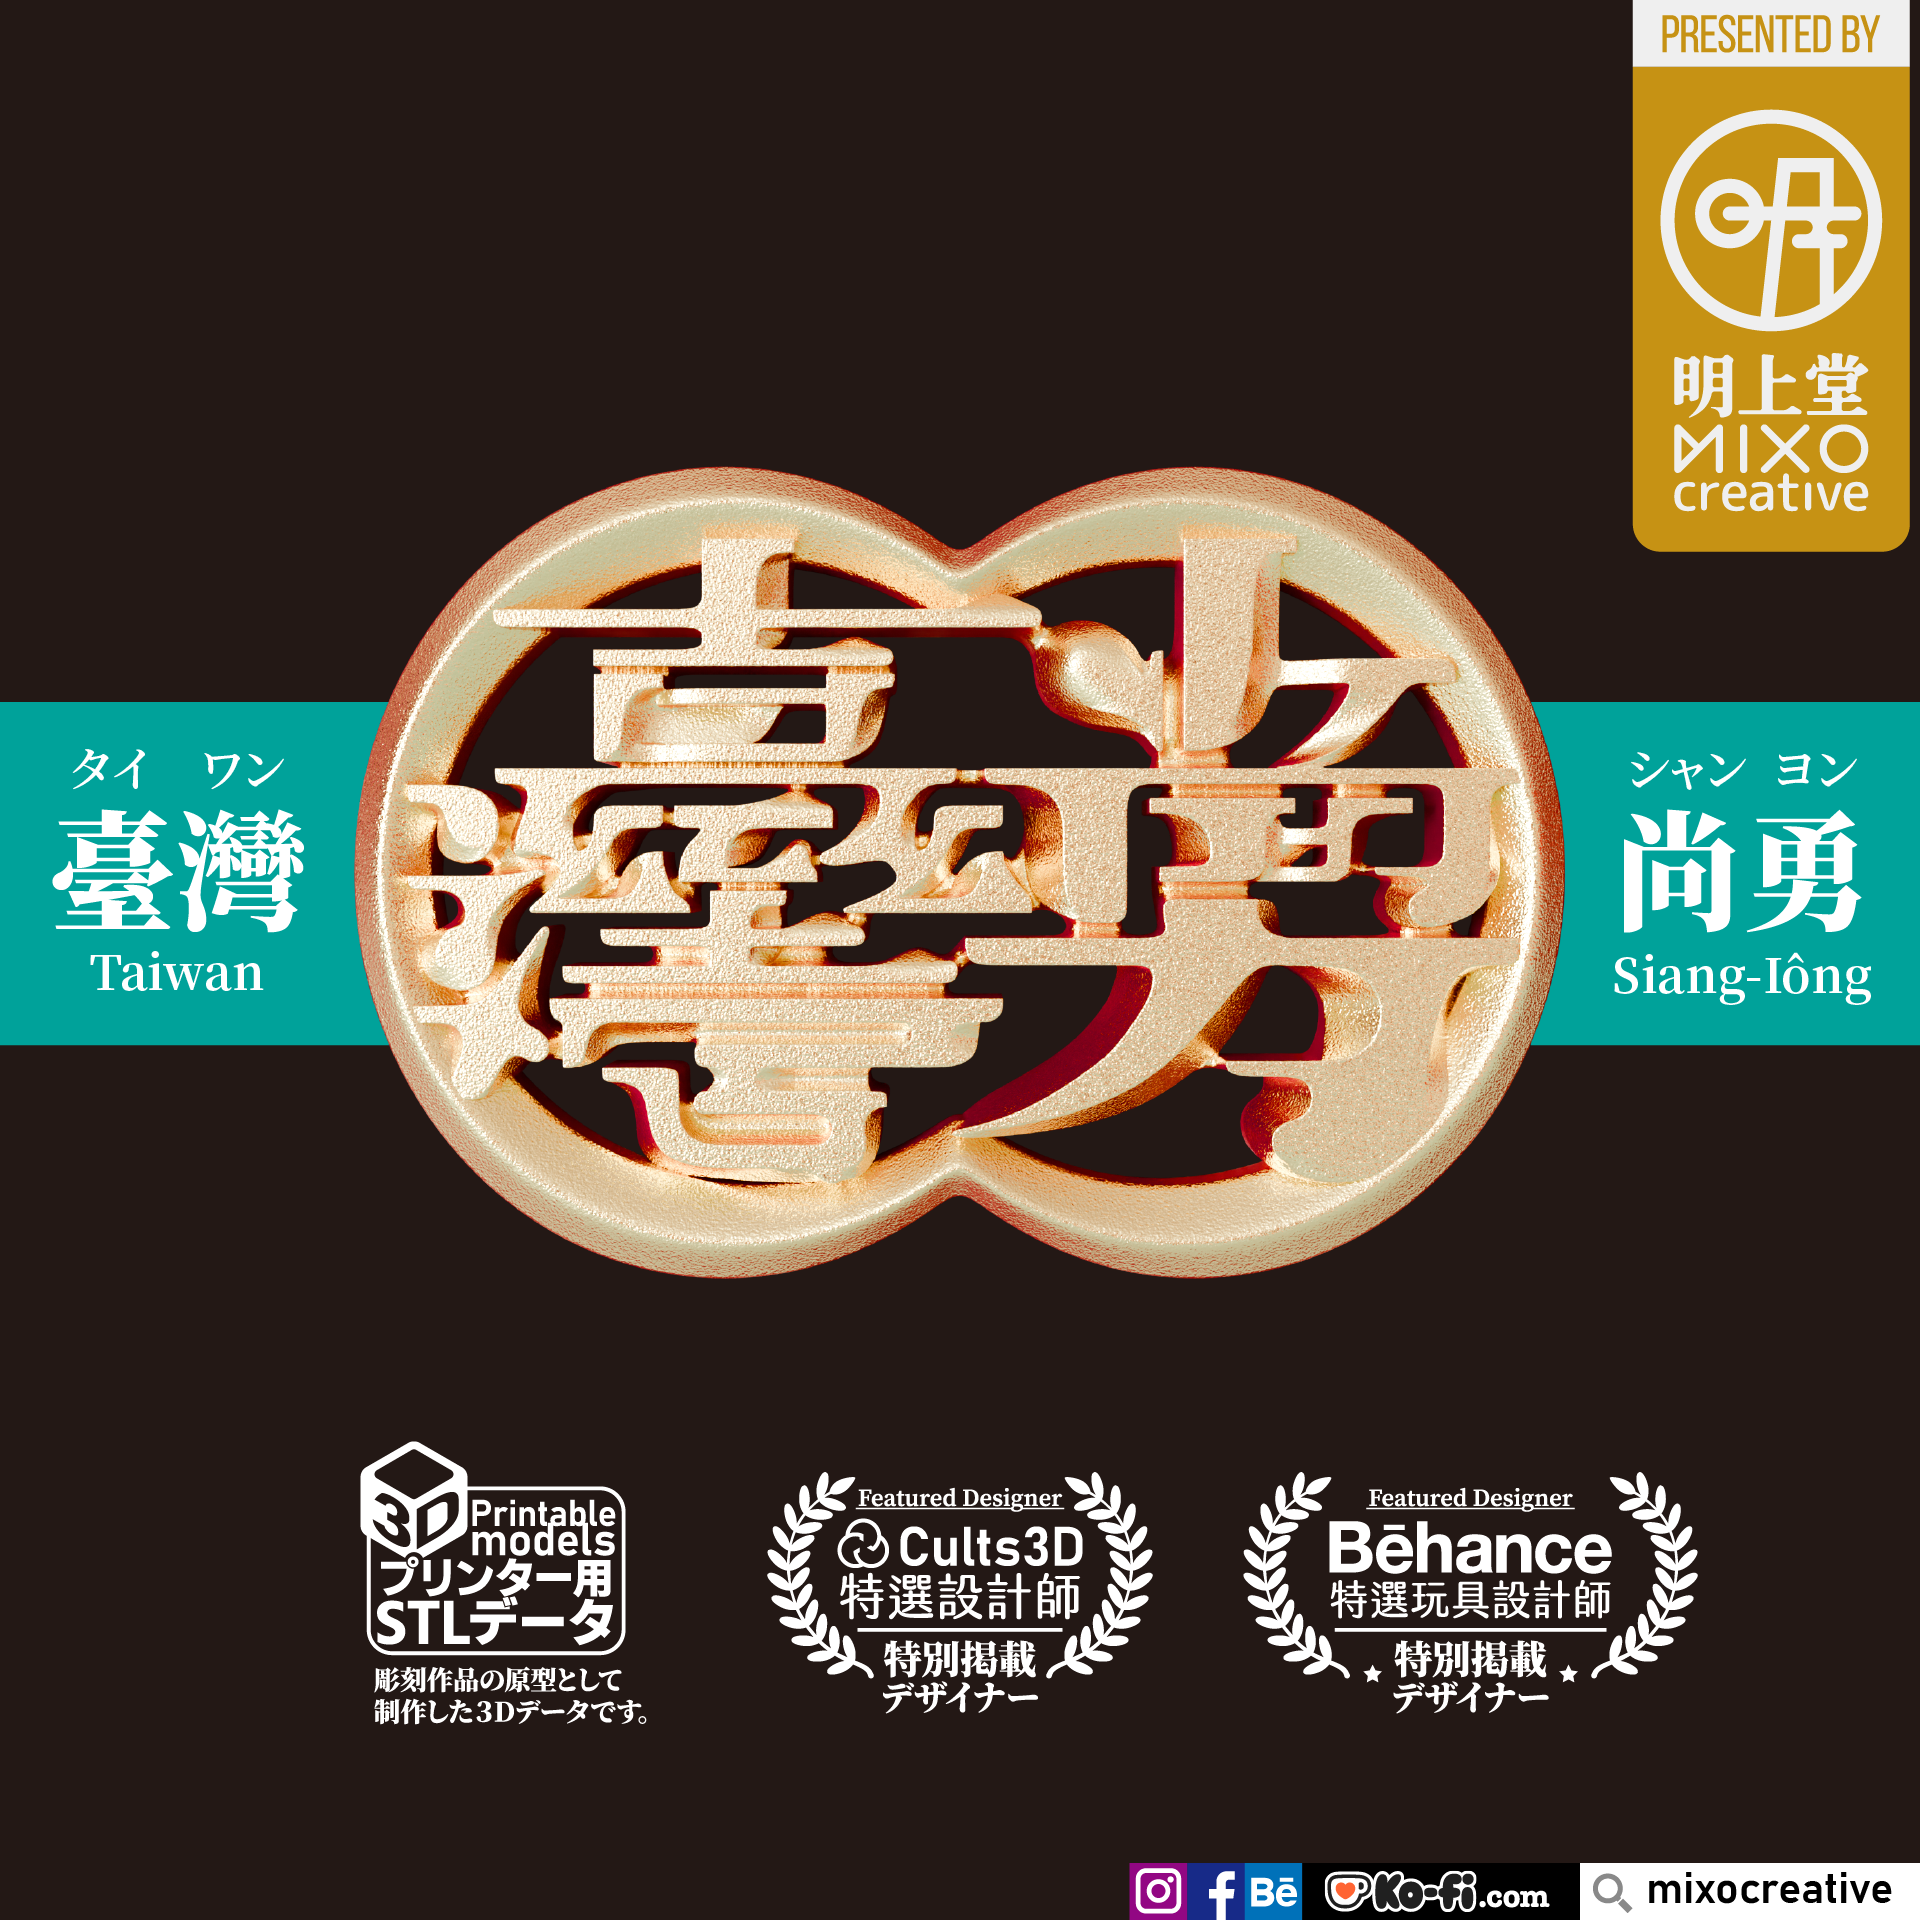 PRESENTED BY
明上堂
MIXO
creative
タイ ワン
臺灣
Taiwan
臺灣尚勇
シャン ヨン
尚勇
Siang-Iông
3D
Printable
models
プリンター用
STLデータ
彫刻作品の原型として
制作した3Dデータです。
Featured Designer
Cults3D
特選設計師
特別掲載
デザイナー
Featured Designer
Bēhance
特選玩具設計師
特別掲載
デザイナー
Bē
Ko-fi.com
mixocreative